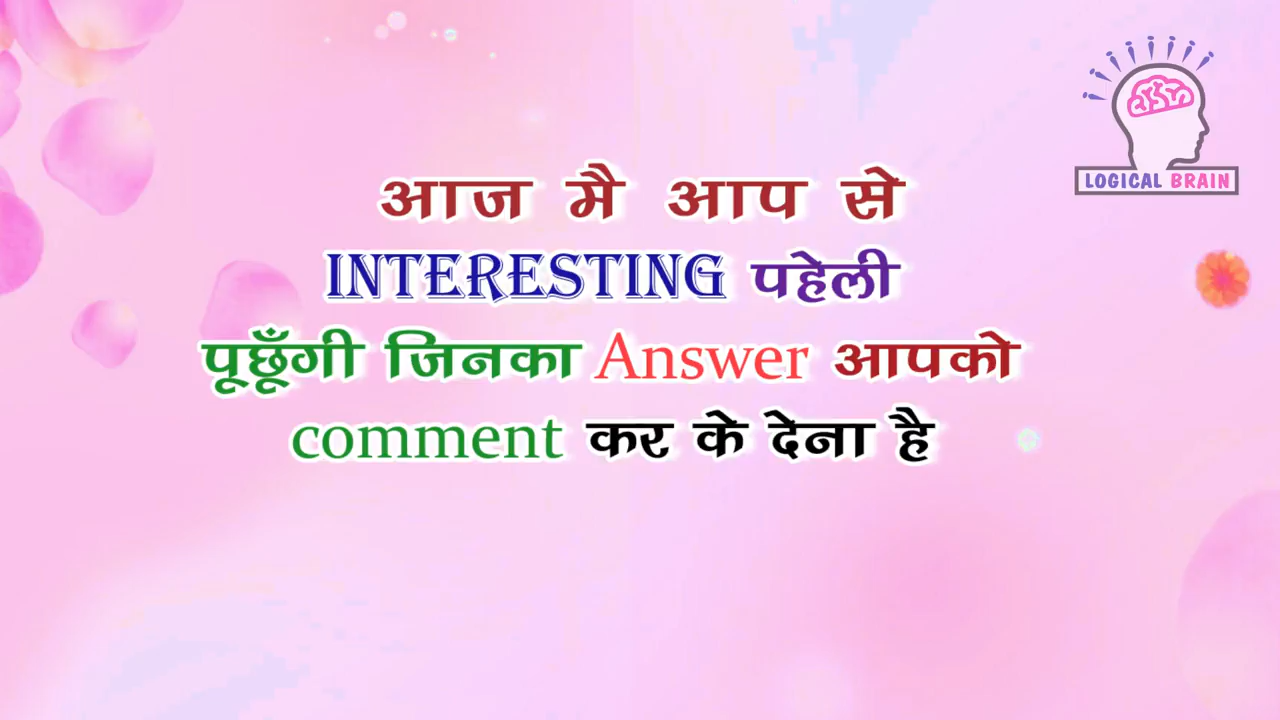 LOGICAL BRAIN
आज मै आप से
INTERESTING पहेली
पूछूँगी जिनका Answer आपको
comment कर के देना है